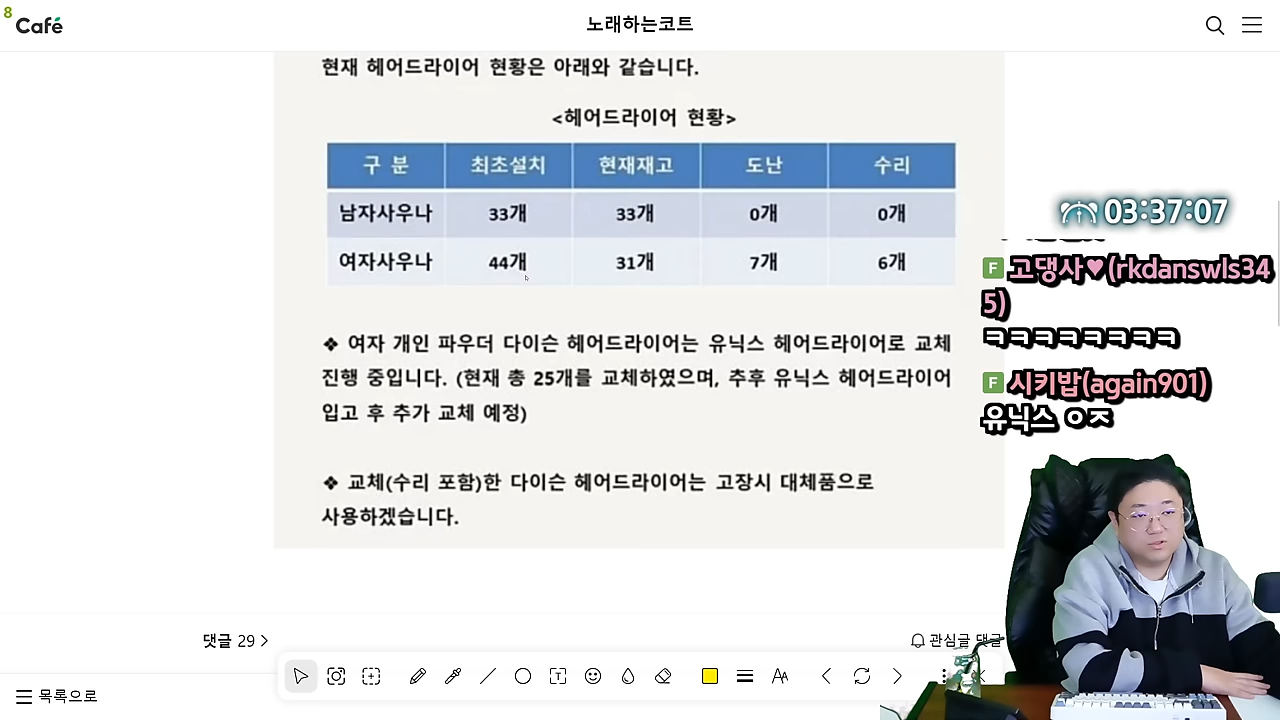 8
Café
노래하는코트
현재 헤어드라이어 현황은 아래와 같습니다.
<헤어드라이어 현황>
구 분 최초설치 현재재고 도난 수리
남자사우나 33개 33개 0개 0개
여자사우나 44개 31개 7개 6개
❖ 여자 개인 파우더 다이슨 헤어드라이어는 유닉스 헤어드라이어로 교체
진행 중입니다. (현재 총 25개를 교체하였으며, 추후 유닉스 헤어드라이어
입고 후 추가 교체 예정)
❖ 교체(수리 포함)한 다이슨 헤어드라이어는 고장시 대체품으로
사용하겠습니다.
03:37:07
F 고댕사♥(rkdanswls34
5)
ㅋㅋㅋㅋㅋㅋㅋㅋ
F 시키밥(again901)
유닉스 ㅇㅈ
댓글 29
관심글 댓글
목록으로